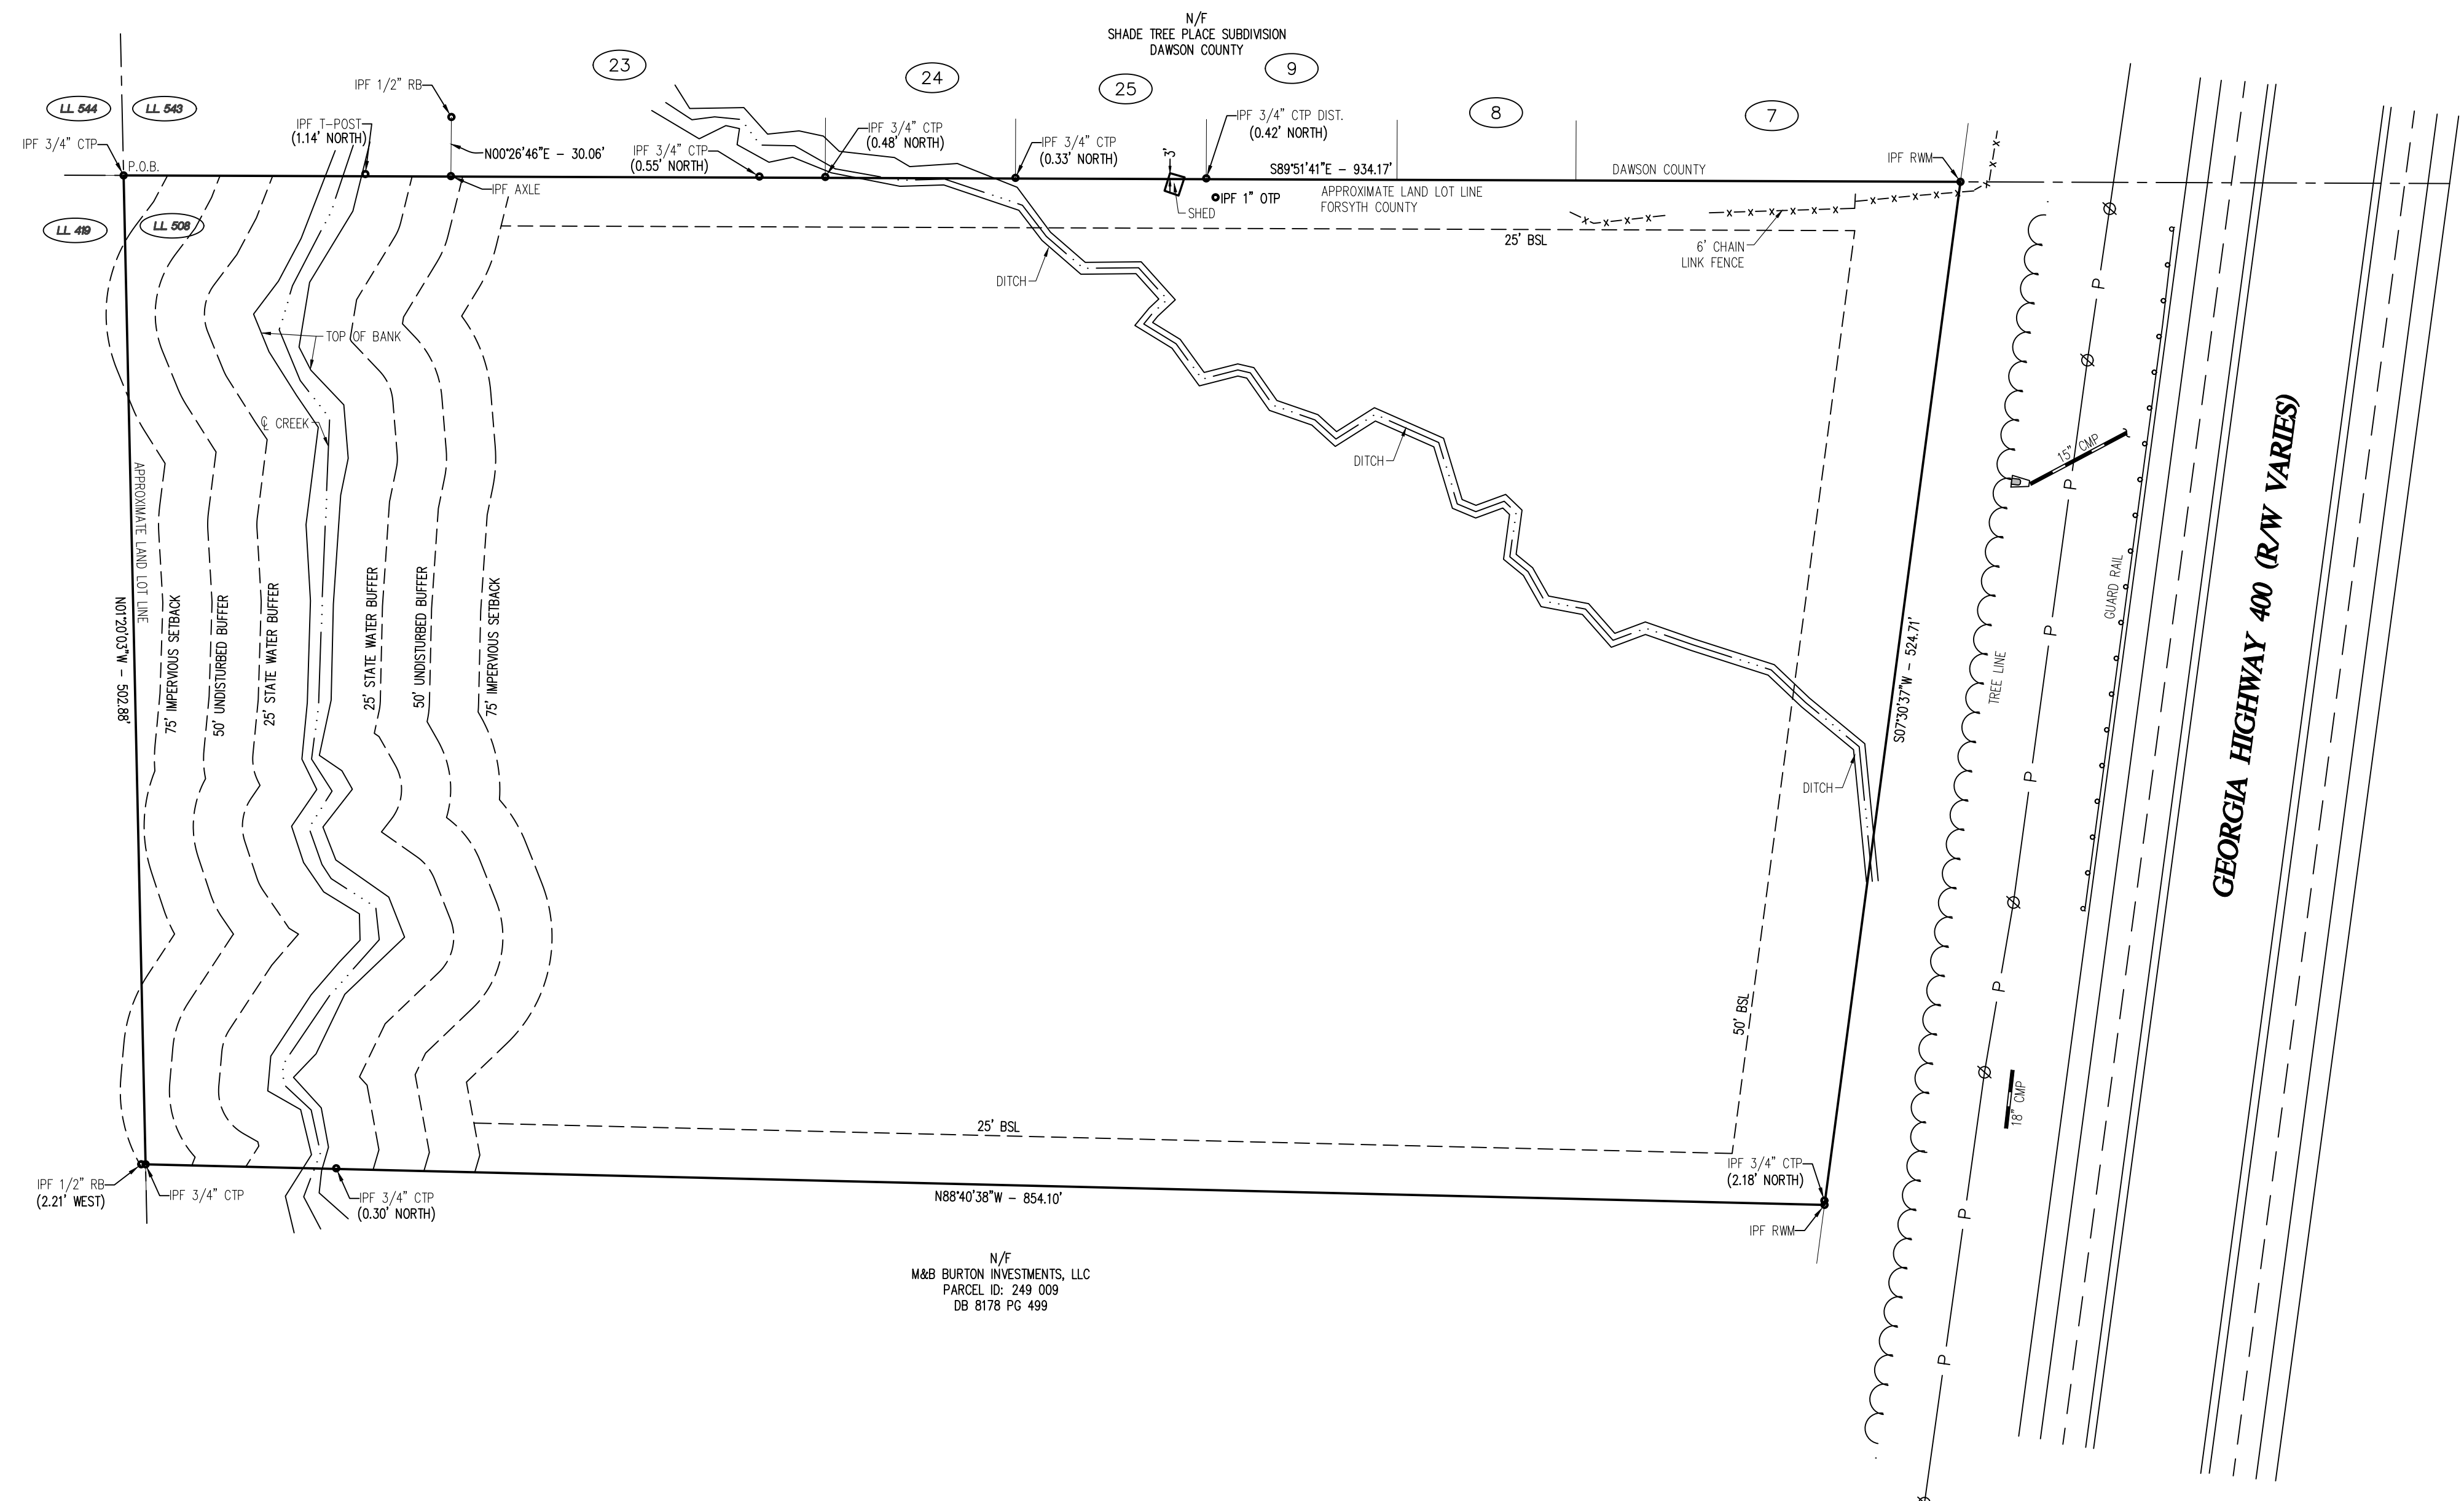 N/F
SHADE TREE PLACE SUBDIVISION
DAWSON COUNTY
23
24
25
9
8
7
LL 544
LL 543
IPF 1/2" RB
IPF 3/4" CTP
P.O.B.
IPF T-POST
(1.14' NORTH)
N00°26'46"E - 30.06'
IPF AXLE
IPF 3/4" CTP
(0.55' NORTH)
IPF 3/4" CTP
(0.48' NORTH)
IPF 3/4" CTP
(0.33' NORTH)
3'
SHED
IPF 3/4" CTP DIST.
(0.42' NORTH)
IPF 1" OTP
S89°51'41"E - 934.17'
APPROXIMATE LAND LOT LINE
FORSYTH COUNTY
DAWSON COUNTY
IPF RWM
LL 419
LL 508
25' BSL
6' CHAIN
LINK FENCE
DITCH
TOP OF BANK
℄ CREEK
DITCH
APPROXIMATE LAND LOT LINE
N01°20'03"W - 502.88'
75' IMPERVIOUS SETBACK
50' UNDISTURBED BUFFER
25' STATE WATER BUFFER
25' STATE WATER BUFFER
50' UNDISTURBED BUFFER
75' IMPERVIOUS SETBACK
15" CMP
GUARD RAIL
TREE LINE
S07°30'37"W - 524.71'
GEORGIA HIGHWAY 400 (R/W VARIES)
P
P
P
P
P
P
P
DITCH
50' BSL
18" CMP
25' BSL
IPF 1/2" RB
(2.21' WEST)
IPF 3/4" CTP
IPF 3/4" CTP
(0.30' NORTH)
N88°40'38"W - 854.10'
IPF 3/4" CTP
(2.18' NORTH)
IPF RWM
N/F
M&B BURTON INVESTMENTS, LLC
PARCEL ID: 249 009
DB 8178 PG 499